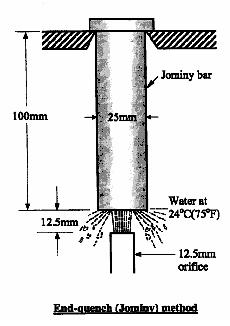 Jominy bar
100mm
25mm
Water at
24°C(75°F)
12.5mm
12.5mm
orifice
End-quench (Jominy) method